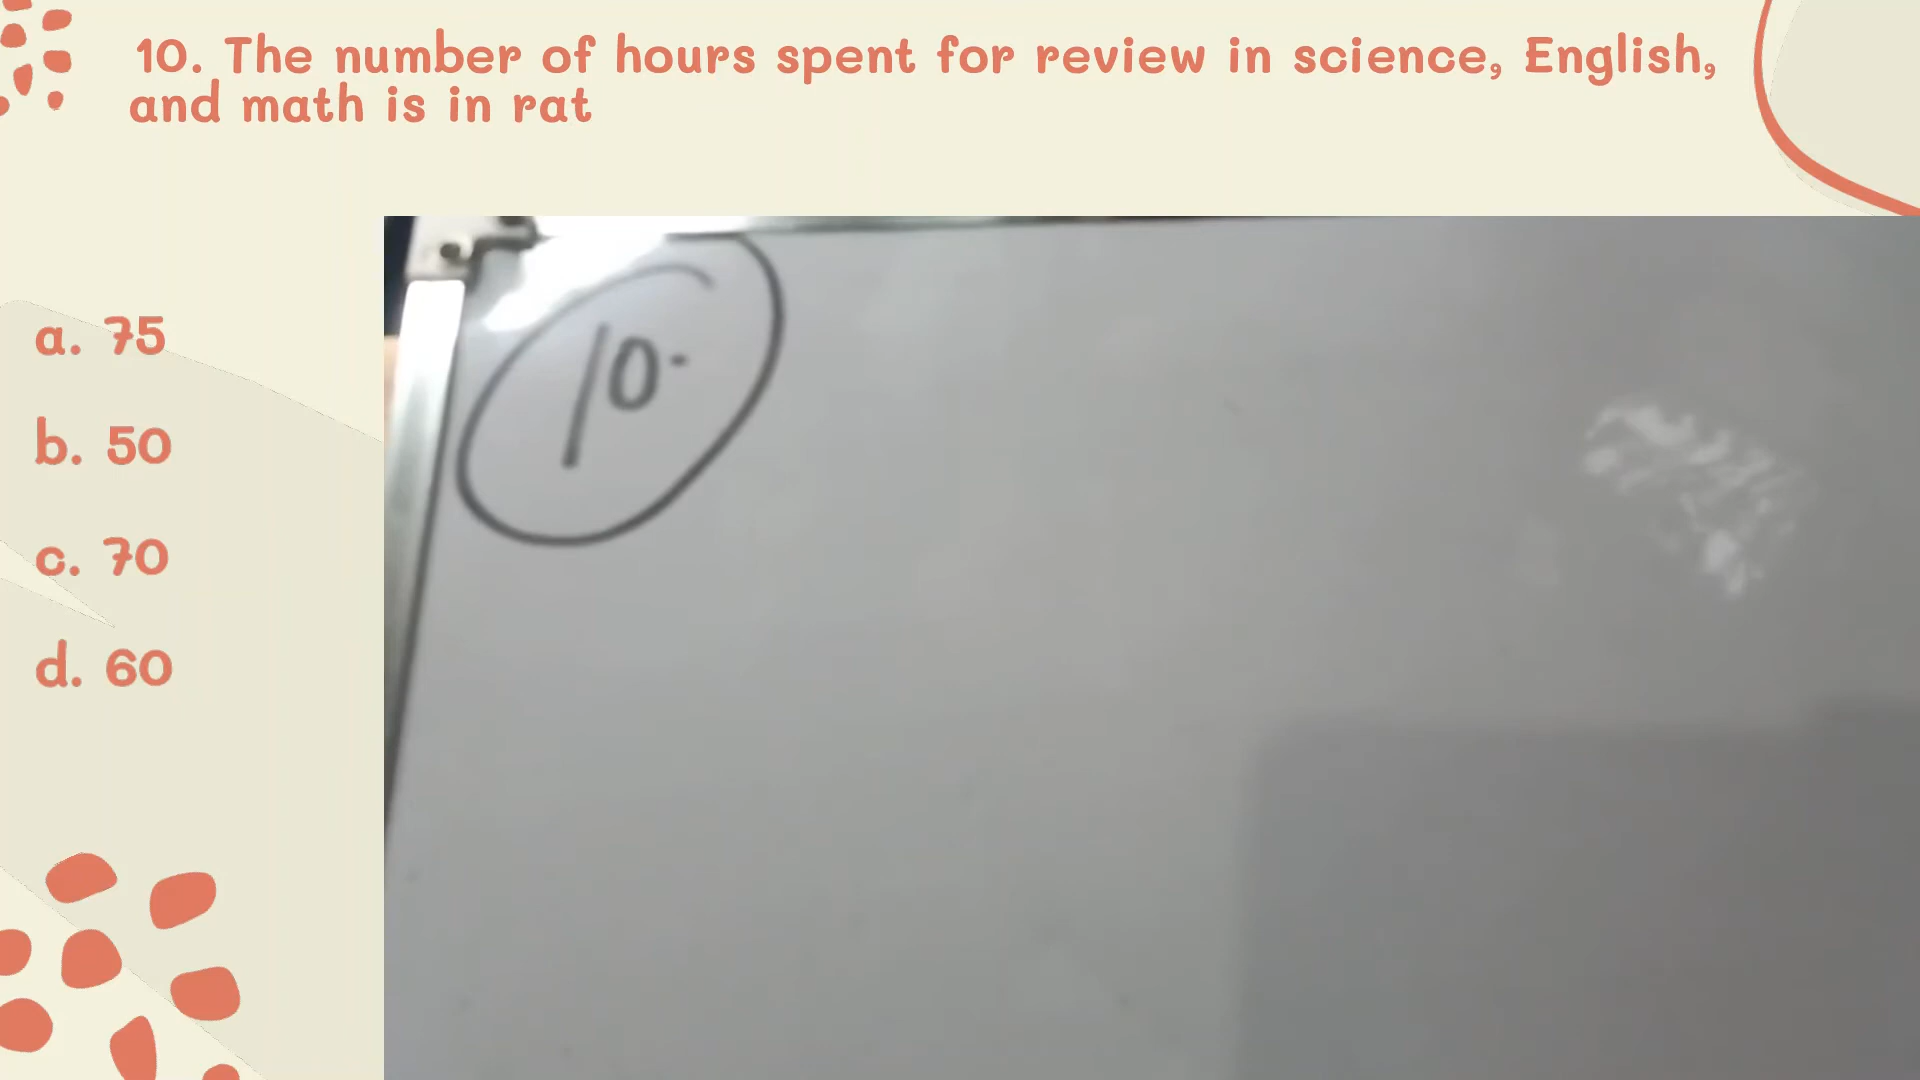 10. The number of hours spent for review in science, English,
and math is in rat
a. 75
b. 50
c. 70
d. 60
10.